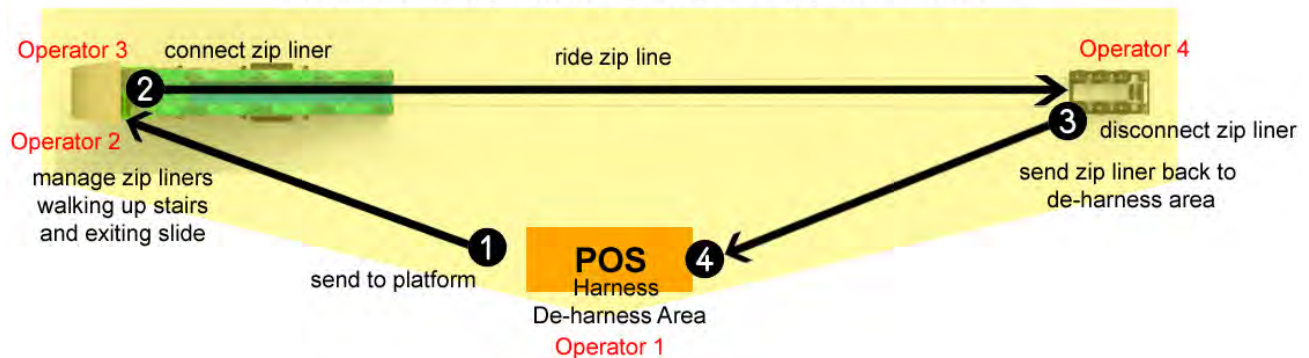 Operator 3
connect zip liner
ride zip line
Operator 4
2
Operator 2
3
disconnect zip liner
manage zip liners
walking up stairs
and exiting slide
send zip liner back to
de-harness area
1
send to platform
POS
4
Harness
De-harness Area
Operator 1